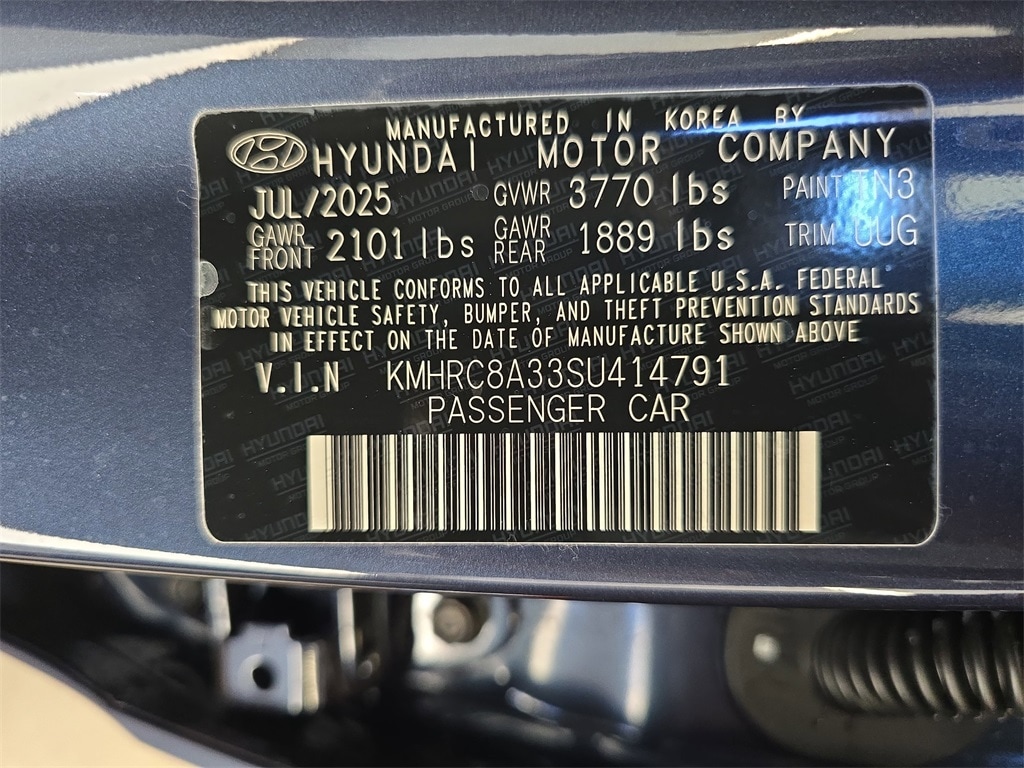 MANUFACTURED IN KOREA BY
HYUNDAI MOTOR COMPANY
JUL/2025 GVWR 3770 lbs PAINT TN3
GAWR FRONT 2101 lbs GAWR REAR 1889 lbs TRIM UUG
THIS VEHICLE CONFORMS TO ALL APPLICABLE U.S.A. FEDERAL
MOTOR VEHICLE SAFETY, BUMPER, AND THEFT PREVENTION STANDARDS
IN EFFECT ON THE DATE OF MANUFACTURE SHOWN ABOVE
V.I.N KMHRC8A33SU414791
PASSENGER CAR